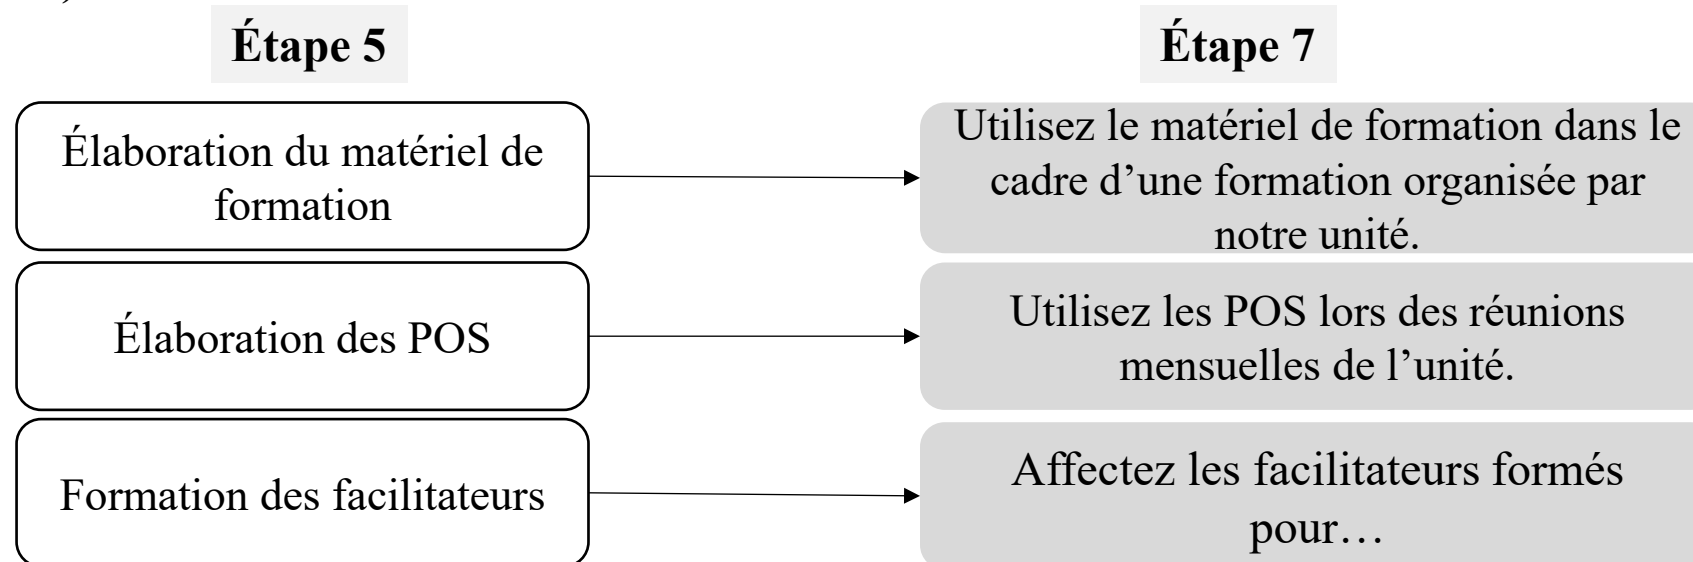 Étape 5
Étape 7
Élaboration du matériel de
formation
Utilisez le matériel de formation dans le
cadre d’une formation organisée par
notre unité.
Élaboration des POS
Utilisez les POS lors des réunions
mensuelles de l’unité.
Formation des facilitateurs
Affectez les facilitateurs formés
pour…